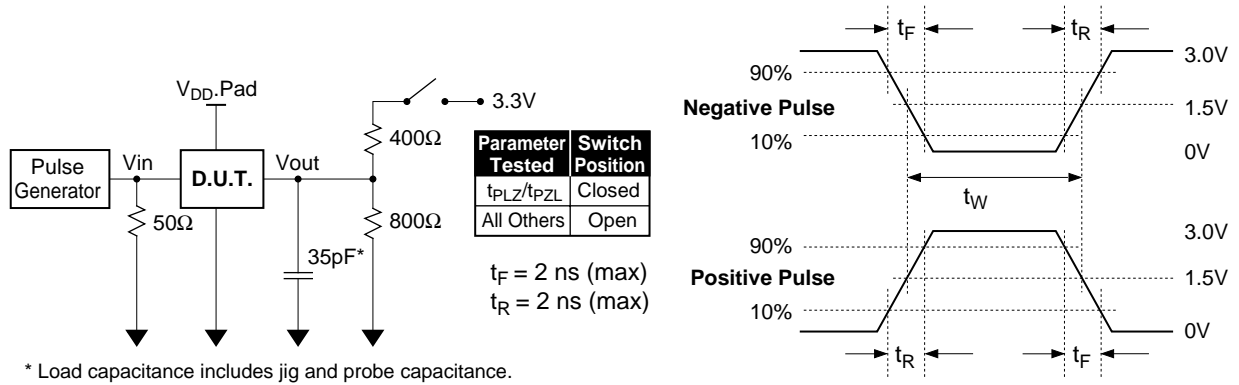 V_DD.Pad
3.3V
400Ω
Pulse
Generator
Vin
D.U.T.
Vout
50Ω
35pF*
800Ω
Parameter Tested | Switch Position
t_PLZ/t_PZL | Closed
All Others | Open
t_F = 2 ns (max)
t_R = 2 ns (max)
* Load capacitance includes jig and probe capacitance.
t_F
t_R
3.0V
90%
Negative Pulse
1.5V
10%
0V
t_W
3.0V
90%
Positive Pulse
1.5V
10%
0V
t_R
t_F